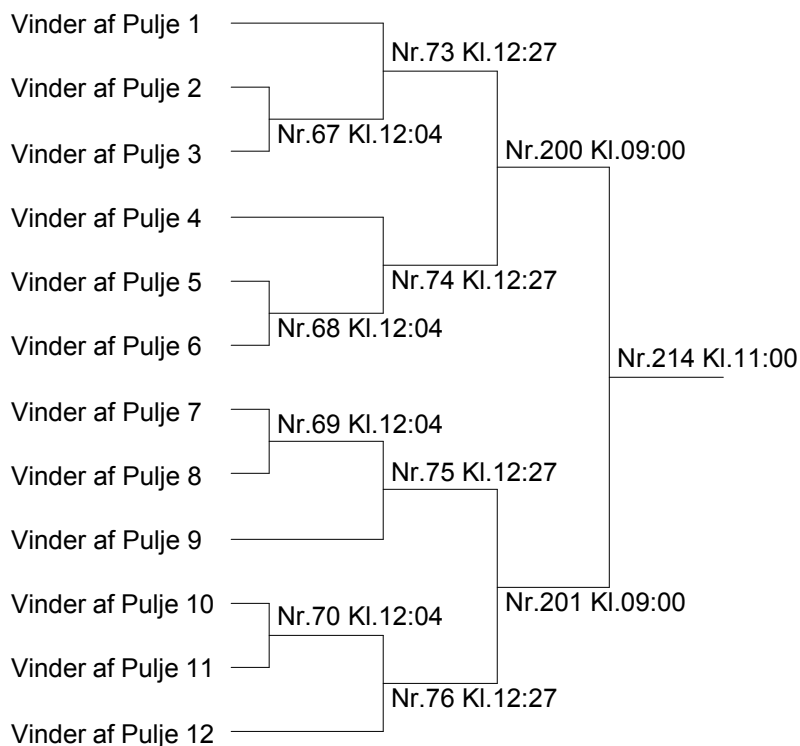 Vinder af Pulje 1
Nr.73 Kl.12:27
Vinder af Pulje 2
Nr.67 Kl.12:04
Vinder af Pulje 3
Nr.200 Kl.09:00
Vinder af Pulje 4
Nr.74 Kl.12:27
Vinder af Pulje 5
Nr.68 Kl.12:04
Vinder af Pulje 6
Nr.214 Kl.11:00
Vinder af Pulje 7
Nr.69 Kl.12:04
Vinder af Pulje 8
Nr.75 Kl.12:27
Vinder af Pulje 9
Vinder af Pulje 10
Nr.201 Kl.09:00
Nr.70 Kl.12:04
Vinder af Pulje 11
Nr.76 Kl.12:27
Vinder af Pulje 12